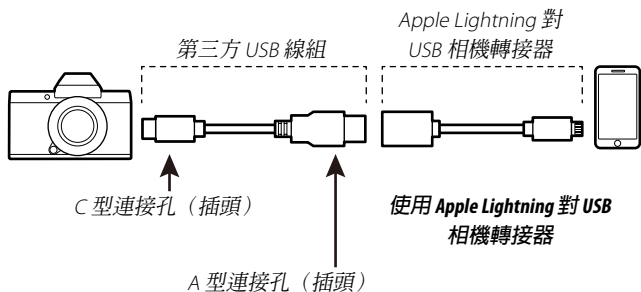 第三方 USB 線組
Apple Lightning 對
USB 相機轉接器
C 型連接孔（插頭）
A 型連接孔（插頭）
使用 Apple Lightning 對 USB
相機轉接器